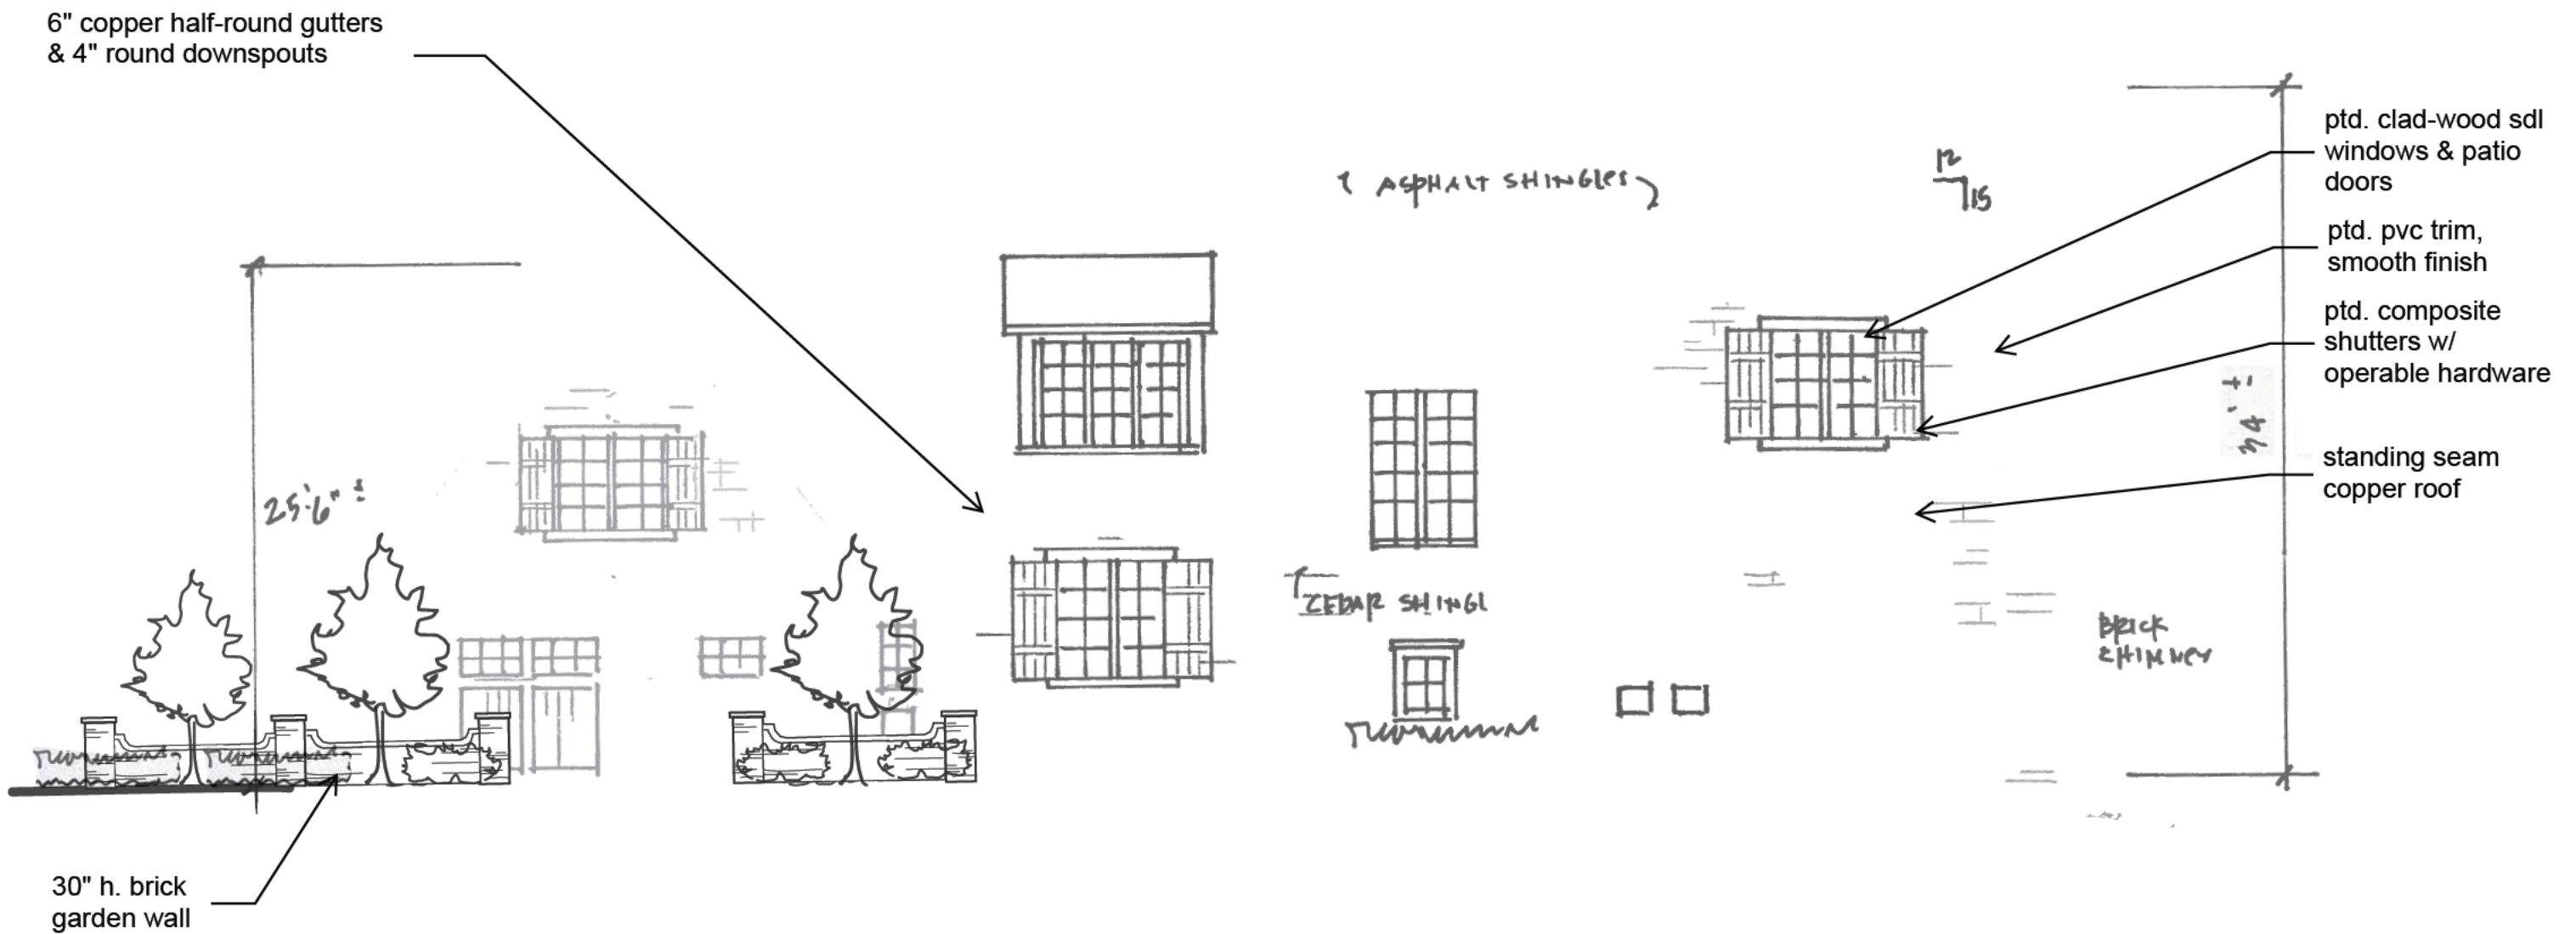 6" copper half-round gutters
& 4" round downspouts
ptd. clad-wood sdl
windows & patio
doors
ptd. pvc trim,
smooth finish
ptd. composite
shutters w/
operable hardware
standing seam
copper roof
( ASPHALT SHINGLES )
12
15
25'6" ±
34' ±
CEDAR SHINGL
BRICK
CHIMNEY
30" h. brick
garden wall